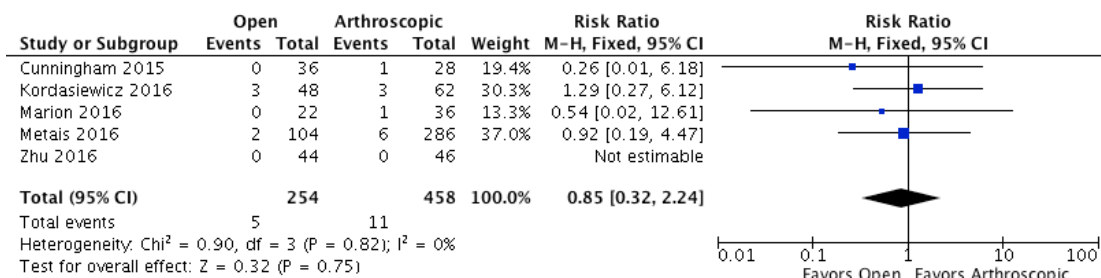 Open Arthroscopic Risk Ratio Risk Ratio
Study or Subgroup Events Total Events Total Weight M-H, Fixed, 95% CI M-H, Fixed, 95% CI
Cunningham 2015 0 36 1 28 19.4% 0.26 [0.01, 6.18]
Kordasiewicz 2016 3 48 3 62 30.3% 1.29 [0.27, 6.12]
Marion 2016 0 22 1 36 13.3% 0.54 [0.02, 12.61]
Metais 2016 2 104 6 286 37.0% 0.92 [0.19, 4.47]
Zhu 2016 0 44 0 46 Not estimable
Total (95% CI) 254 458 100.0% 0.85 [0.32, 2.24]
Total events 5 11
Heterogeneity: Chi² = 0.90, df = 3 (P = 0.82); I² = 0%
Test for overall effect: Z = 0.32 (P = 0.75)
0.01 0.1 1 10 100
Favors Open Favors Arthroscopic